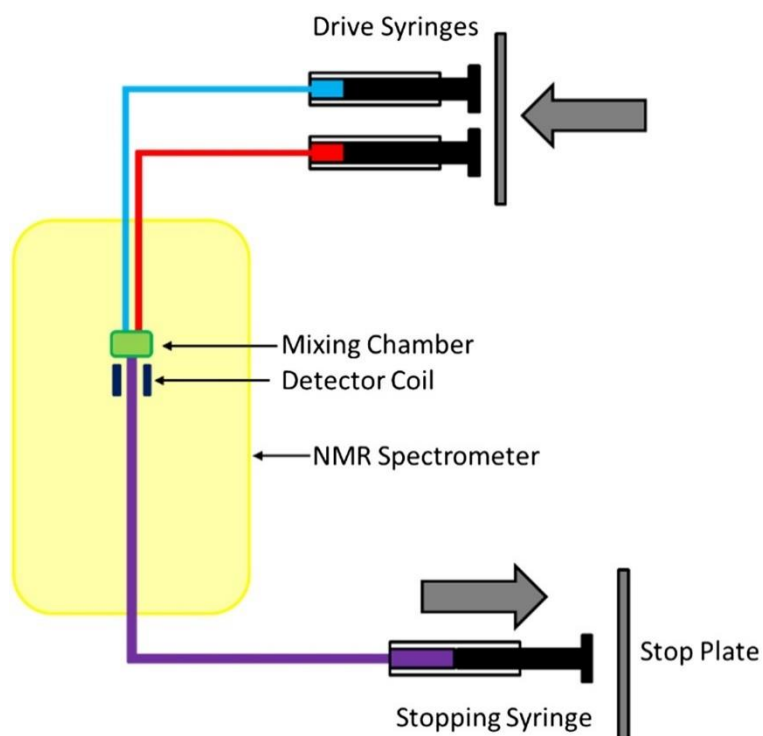 Drive Syringes
Mixing Chamber
Detector Coil
NMR Spectrometer
Stop Plate
Stopping Syringe